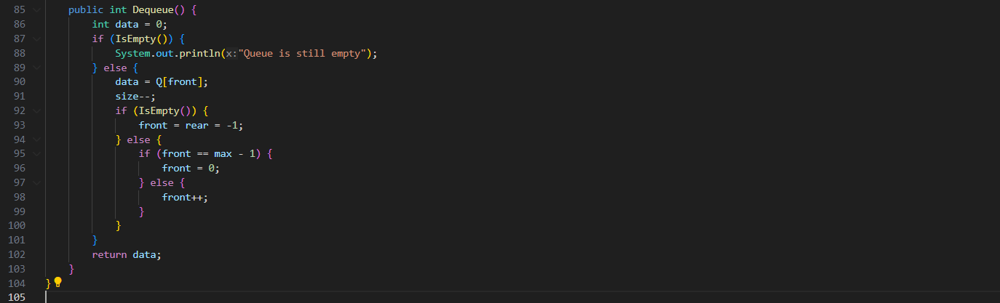 85 public int Dequeue() {
86 int data = 0;
87 if (IsEmpty()) {
88 System.out.println(x:"Queue is still empty");
89 } else {
90 data = Q[front];
91 size--;
92 if (IsEmpty()) {
93 front = rear = -1;
94 } else {
95 if (front == max - 1) {
96 front = 0;
97 } else {
98 front++;
99 }
100 }
101 }
102 return data;
103 }
104 }
105